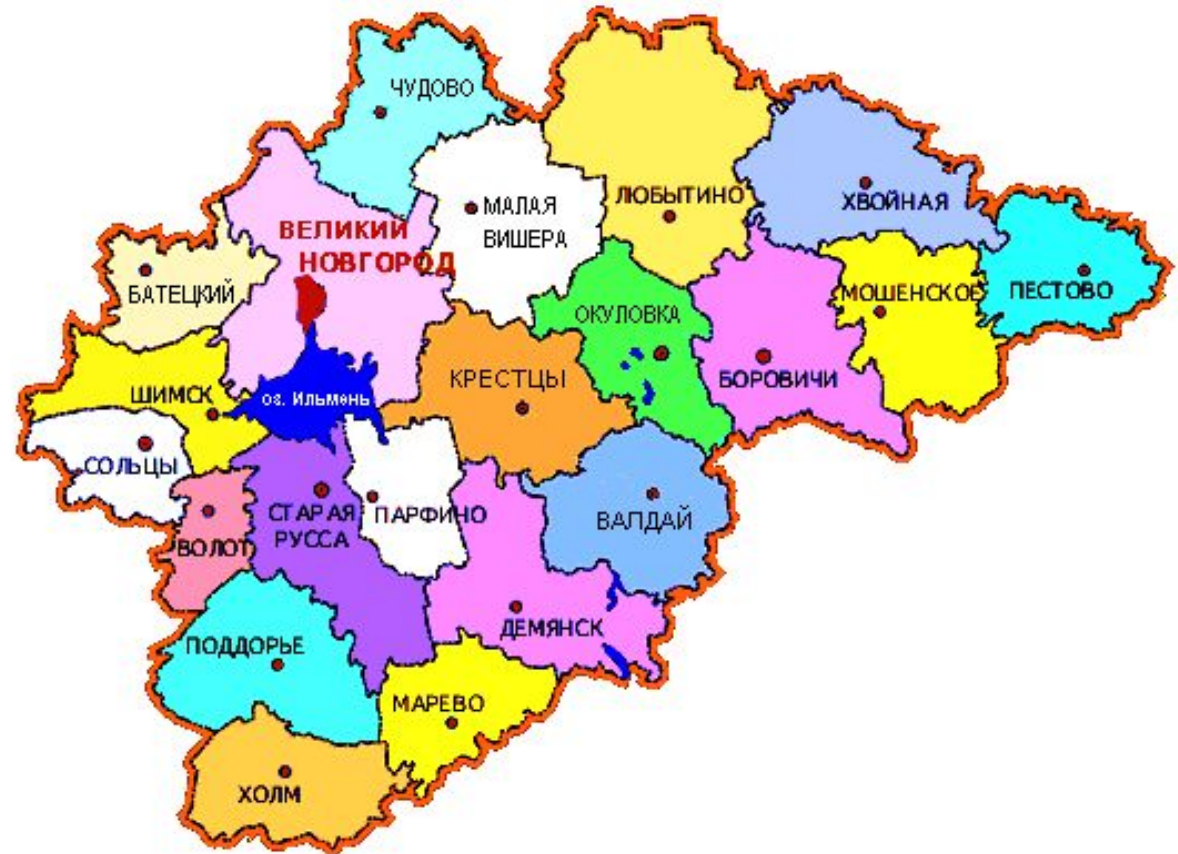 ЧУДОВО
ЛЮБЫТИНО
ХВОЙНАЯ
МАЛАЯ
ВИШЕРА
ВЕЛИКИЙ
НОВГОРОД
БАТЕЦКИЙ
ОКУЛОВКА
МОШЕНСКОЕ
ПЕСТОВО
ШИМСК
оз. Ильмень
КРЕСТЦЫ
БОРОВИЧИ
СОЛЬЦЫ
СТАРАЯ
РУССА
ПАРФИНО
ВАЛДАЙ
ВОЛОТ
ДЕМЯНСК
ПОДДОРЬЕ
МАРЕВО
ХОЛМ